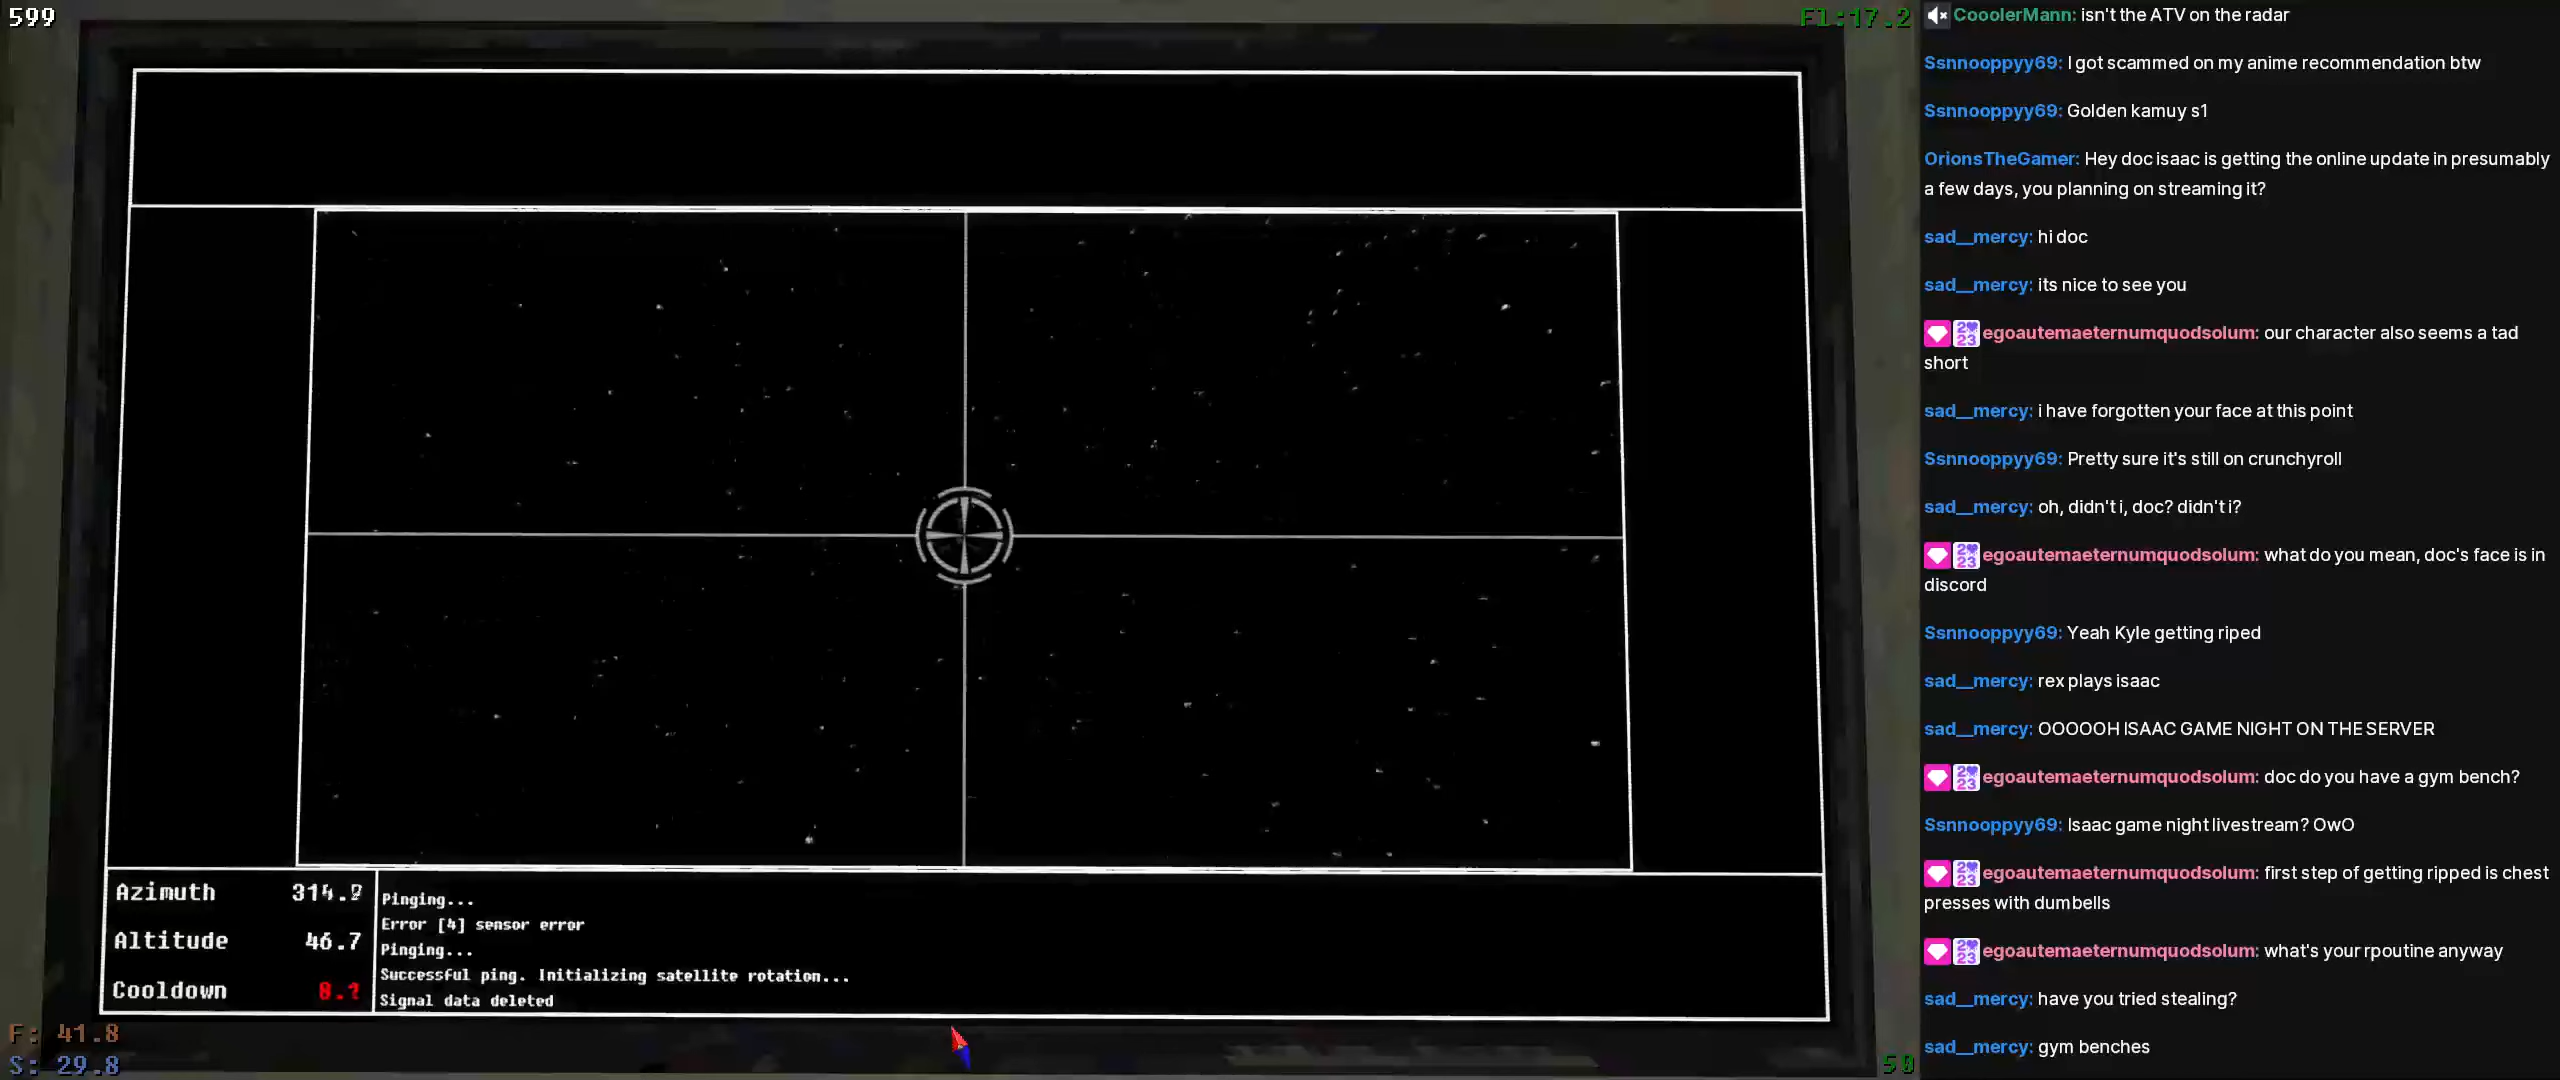 599
F1:17.2
Azimuth
Altitude 46.7
Cooldown
Pinging...
Error [4] sensor error
Pinging...
Successful ping. Initializing satellite rotation...
Signal data deleted
F: 41.8
S: 29.8
50
CooolerMann: isn't the ATV on the radar
Ssnnooppyy69: I got scammed on my anime recommendation btw
Ssnnooppyy69: Golden kamuy s1
OrionsTheGamer: Hey doc isaac is getting the online update in presumably
a few days, you planning on streaming it?
sad__mercy: hi doc
sad__mercy: its nice to see you
egoautemaeternumquodsolum: our character also seems a tad
short
sad__mercy: i have forgotten your face at this point
Ssnnooppyy69: Pretty sure it's still on crunchyroll
sad__mercy: oh, didn't i, doc? didn't i?
egoautemaeternumquodsolum: what do you mean, doc's face is in
discord
Ssnnooppyy69: Yeah Kyle getting riped
sad__mercy: rex plays isaac
sad__mercy: OOOOOH ISAAC GAME NIGHT ON THE SERVER
egoautemaeternumquodsolum: doc do you have a gym bench?
Ssnnooppyy69: Isaac game night livestream? OwO
egoautemaeternumquodsolum: first step of getting ripped is chest
presses with dumbells
egoautemaeternumquodsolum: what's your rpoutine anyway
sad__mercy: have you tried stealing?
sad__mercy: gym benches